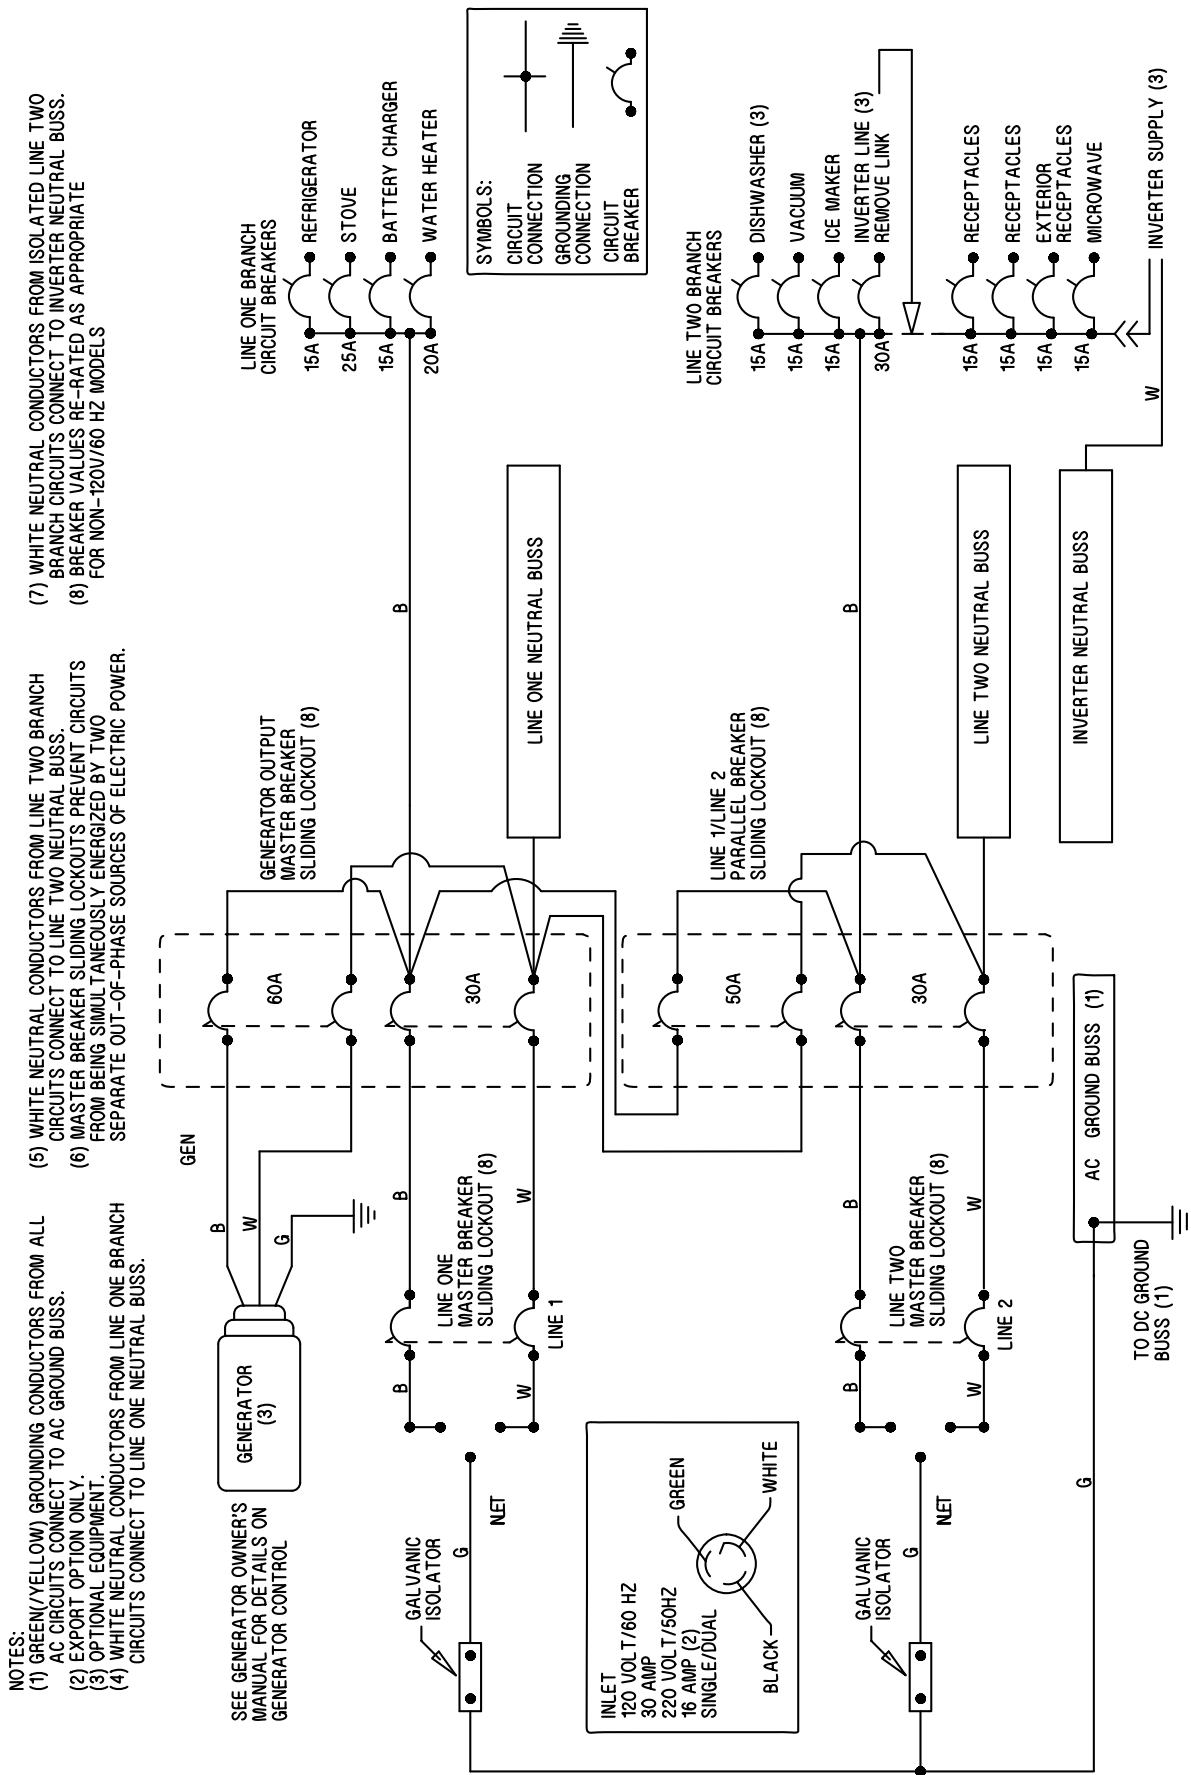 NOTES:
(1) GREEN(/YELLOW) GROUNDING CONDUCTORS FROM ALL
AC CIRCUITS CONNECT TO AC GROUND BUSS.
(2) EXPORT OPTION ONLY.
(3) OPTIONAL EQUIPMENT.
(4) WHITE NEUTRAL CONDUCTORS FROM LINE ONE BRANCH
CIRCUITS CONNECT TO LINE ONE NEUTRAL BUSS.
(5) WHITE NEUTRAL CONDUCTORS FROM LINE TWO BRANCH
CIRCUITS CONNECT TO LINE TWO NEUTRAL BUSS.
(6) MASTER BREAKER SLIDING LOCKOUTS PREVENT CIRCUITS
FROM BEING SIMULTANEOUSLY ENERGIZED BY TWO
SEPARATE OUT-OF-PHASE SOURCES OF ELECTRIC POWER.
(7) WHITE NEUTRAL CONDUCTORS FROM ISOLATED LINE TWO
BRANCH CIRCUITS CONNECT TO INVERTER NEUTRAL BUSS.
(8) BREAKER VALUES RE-RATED AS APPROPRIATE
FOR NON-120V/60 HZ MODELS
SEE GENERATOR OWNER'S
MANUAL FOR DETAILS ON
GENERATOR CONTROL
GENERATOR
(3)
B
W
G
GEN
60A
30A
GENERATOR OUTPUT
MASTER BREAKER
SLIDING LOCKOUT (8)
LINE ONE BRANCH
CIRCUIT BREAKERS
15A
REFRIGERATOR
25A
STOVE
15A
BATTERY CHARGER
20A
WATER HEATER
GALVANIC
ISOLATOR
G
NLET
B
W
LINE ONE
MASTER BREAKER
SLIDING LOCKOUT (8)
LINE 1
B
W
B
LINE ONE NEUTRAL BUSS
SYMBOLS:
CIRCUIT
CONNECTION
GROUNDING
CONNECTION
CIRCUIT
BREAKER
INLET
120 VOLT/60 HZ
30 AMP
220 VOLT/50HZ
16 AMP (2)
SINGLE/DUAL
BLACK
GREEN
WHITE
50A
30A
LINE 1/LINE 2
PARALLEL BREAKER
SLIDING LOCKOUT (8)
LINE TWO BRANCH
CIRCUIT BREAKERS
15A
DISHWASHER (3)
15A
VACUUM
15A
ICE MAKER
30A
INVERTER LINE (3)
REMOVE LINK
15A
RECEPTACLES
15A
RECEPTACLES
15A
EXTERIOR
RECEPTACLES
15A
MICROWAVE
GALVANIC
ISOLATOR
G
NLET
B
W
LINE TWO
MASTER BREAKER
SLIDING LOCKOUT (8)
LINE 2
B
W
B
LINE TWO NEUTRAL BUSS
INVERTER NEUTRAL BUSS
W
INVERTER SUPPLY (3)
G
AC GROUND BUSS (1)
TO DC GROUND
BUSS (1)